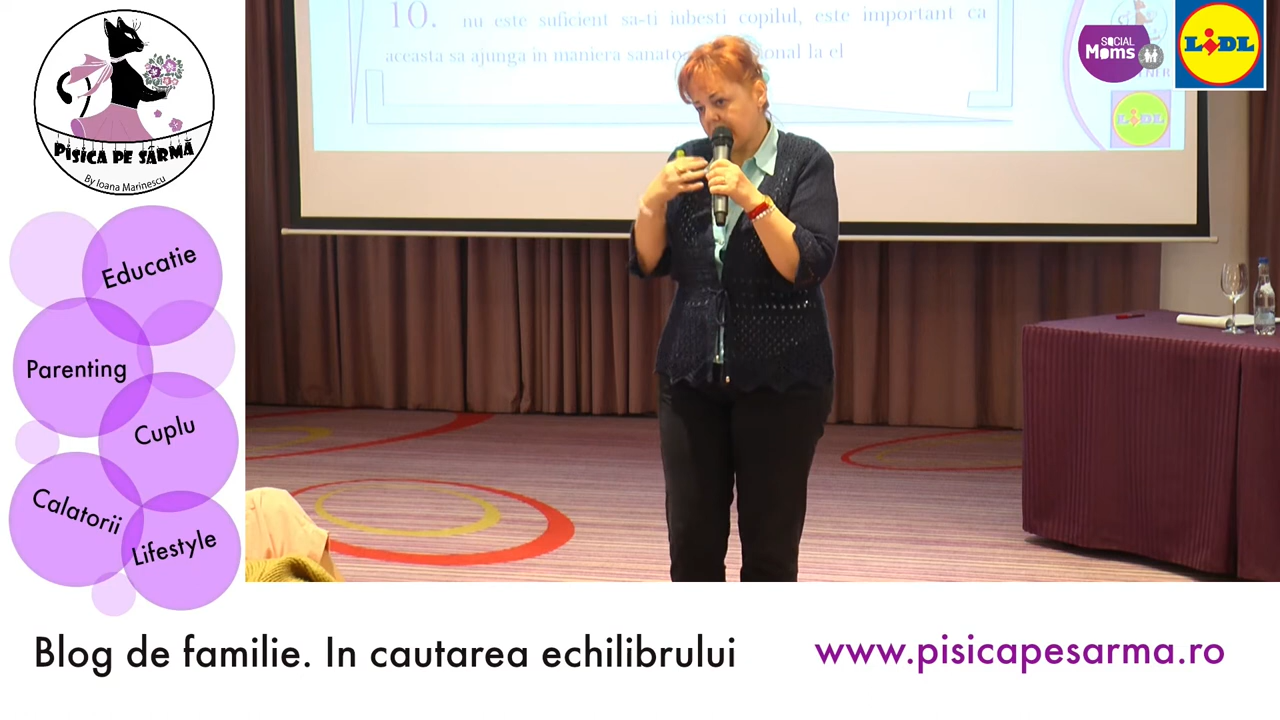 PISICA PE SÂRMĂ
By Ioana Marinescu
Educatie
Parenting
Cuplu
Calatorii
Lifestyle
10. nu este suficient sa-ti iubesti copilul, este important ca
aceasta sa ajunga in maniera la el
SOCIAL
Moms
LIDL
LIDL
Blog de familie. In cautarea echilibrului
www.pisicapesarma.ro